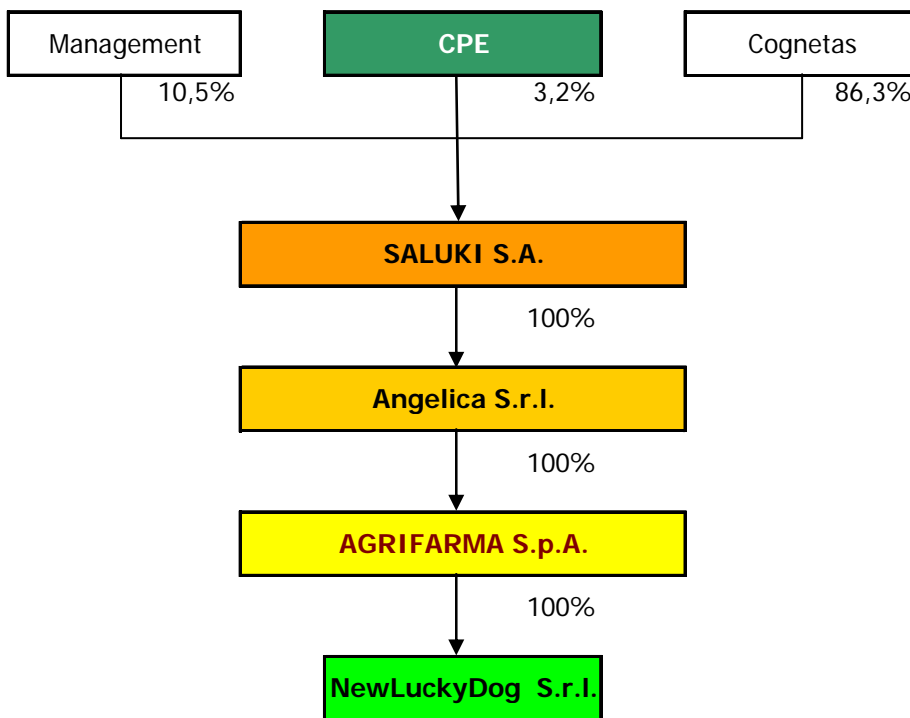 Management
CPE
Cognetas
10,5%
3,2%
86,3%
SALUKI S.A.
100%
Angelica S.r.l.
100%
AGRIFARMA S.p.A.
100%
NewLuckyDog S.r.l.